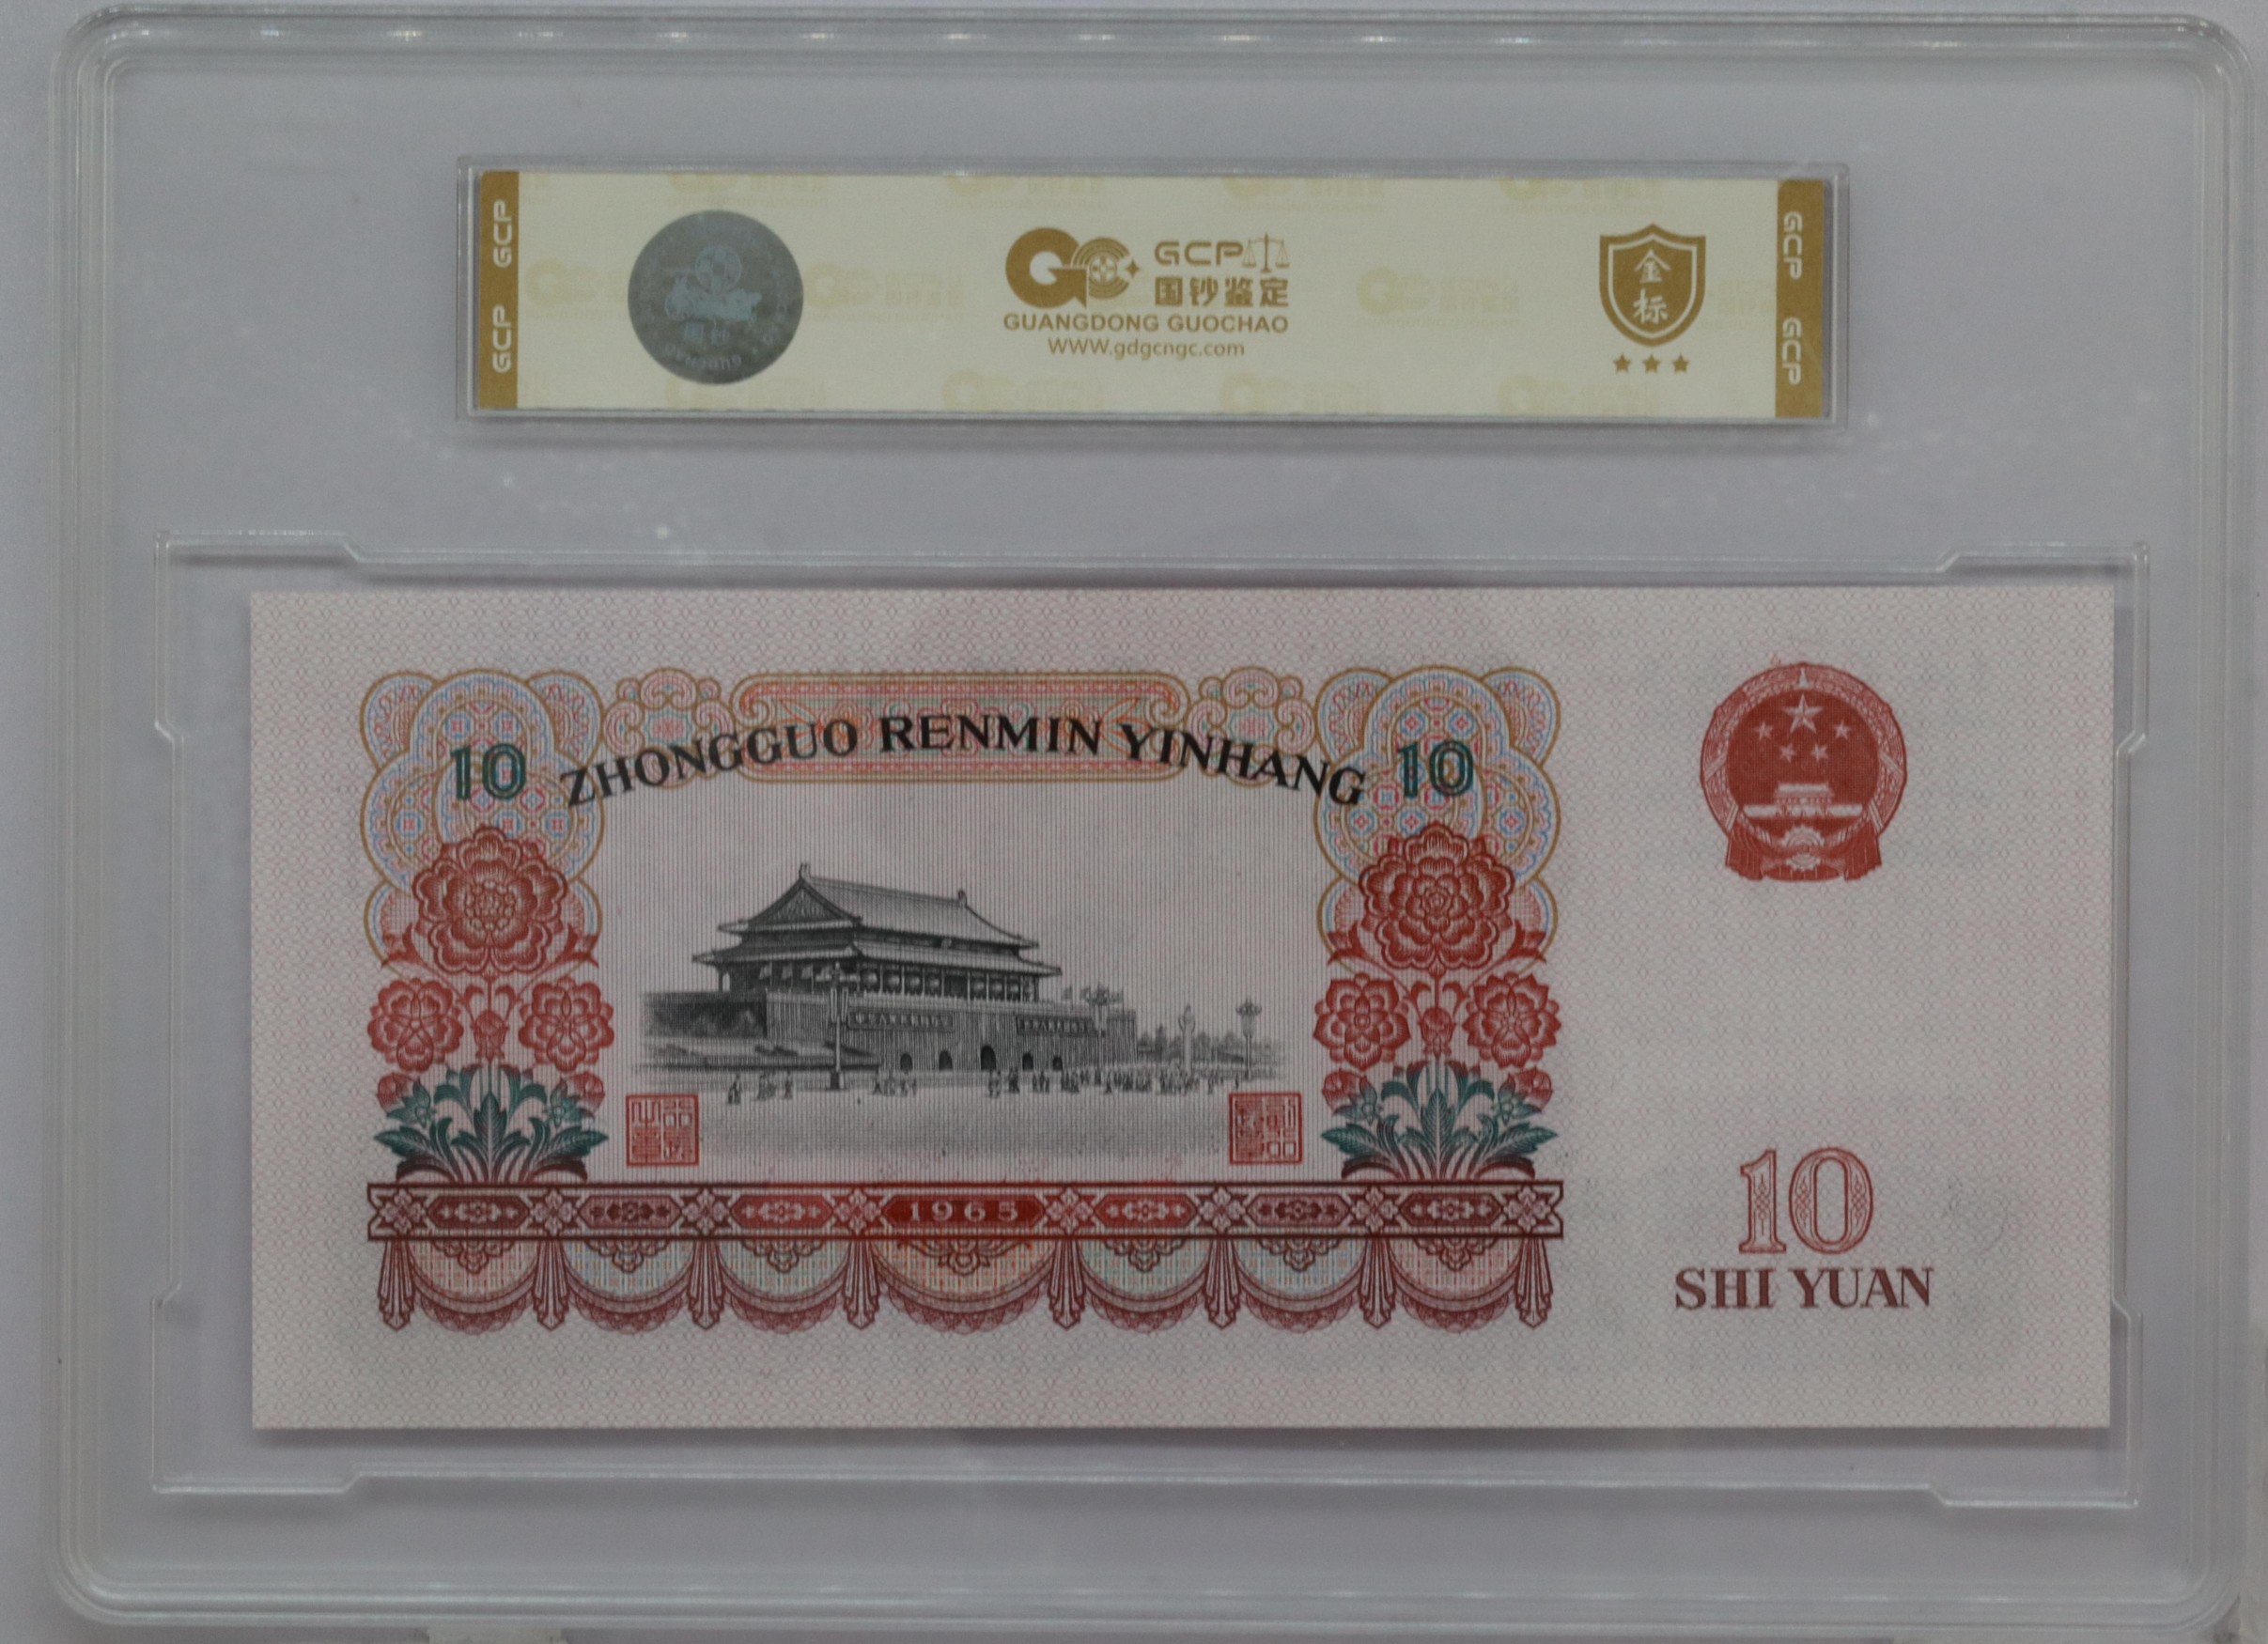 GCP GCP
GCP
国钞鉴定
GUANGDONG GUOCHAO
www.gdgcngc.com
金
标
GCP GCP
10 ZHONGGUO RENMIN YINHANG 10
1965
10
SHI YUAN